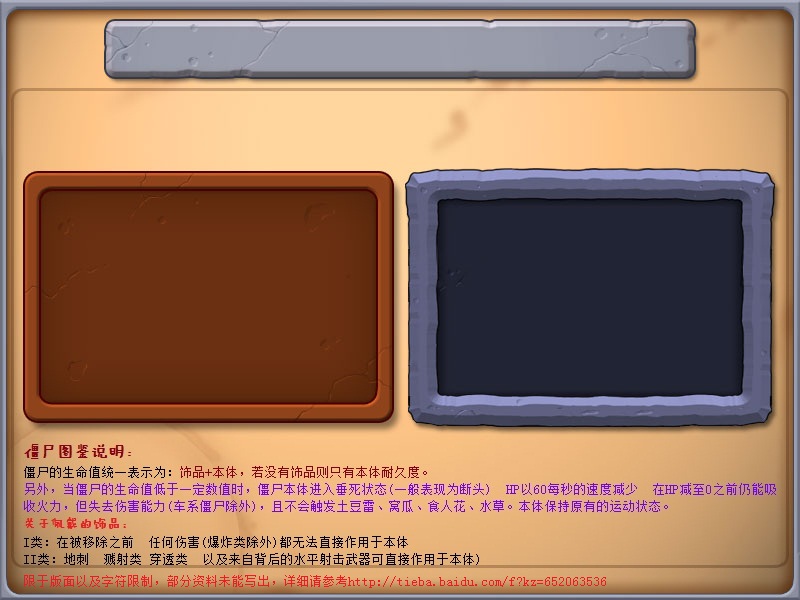 僵尸图鉴说明：
僵尸的生命值统一表示为：饰品+本体，若没有饰品则只有本体耐久度。
另外，当僵尸的生命值低于一定数值时，僵尸本体进入垂死状态(一般表现为断头) HP以60每秒的速度减少 在HP减至0之前仍能吸
收火力，但失去伤害能力(车系僵尸除外)，且不会触发土豆雷、窝瓜、食人花、水草。本体保持原有的运动状态。
关于佩戴的饰品：
I类：在被移除之前 任何伤害(爆炸类除外)都无法直接作用于本体
II类：地刺 溅射类 穿透类 以及来自背后的水平射击武器可直接作用于本体)
限于版面以及字符限制，部分资料未能写出，详细请参考http://tieba.baidu.com/f?kz=652063536